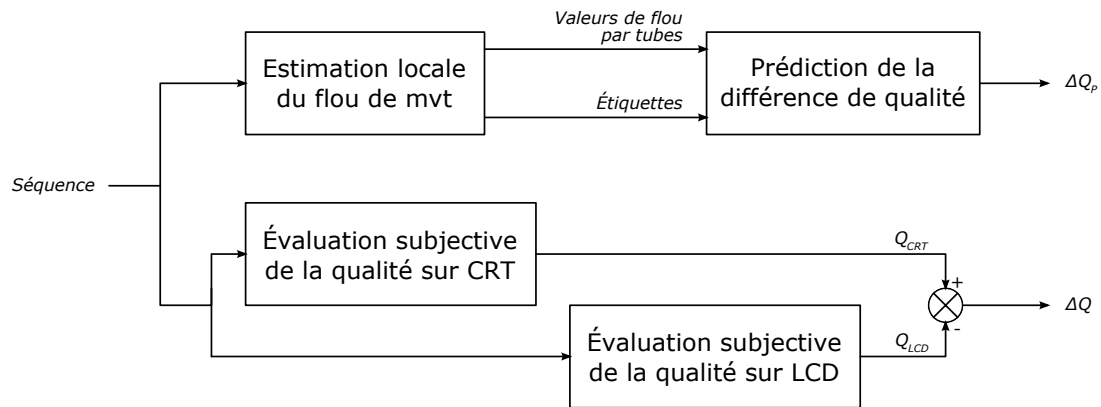 Valeurs de flou
par tubes
Estimation locale
du flou de mvt
Étiquettes
Prédiction de la
différence de qualité
ΔQP
Séquence
Évaluation subjective
de la qualité sur CRT
QCRT
+
-
ΔQ
Évaluation subjective
de la qualité sur LCD
QLCD